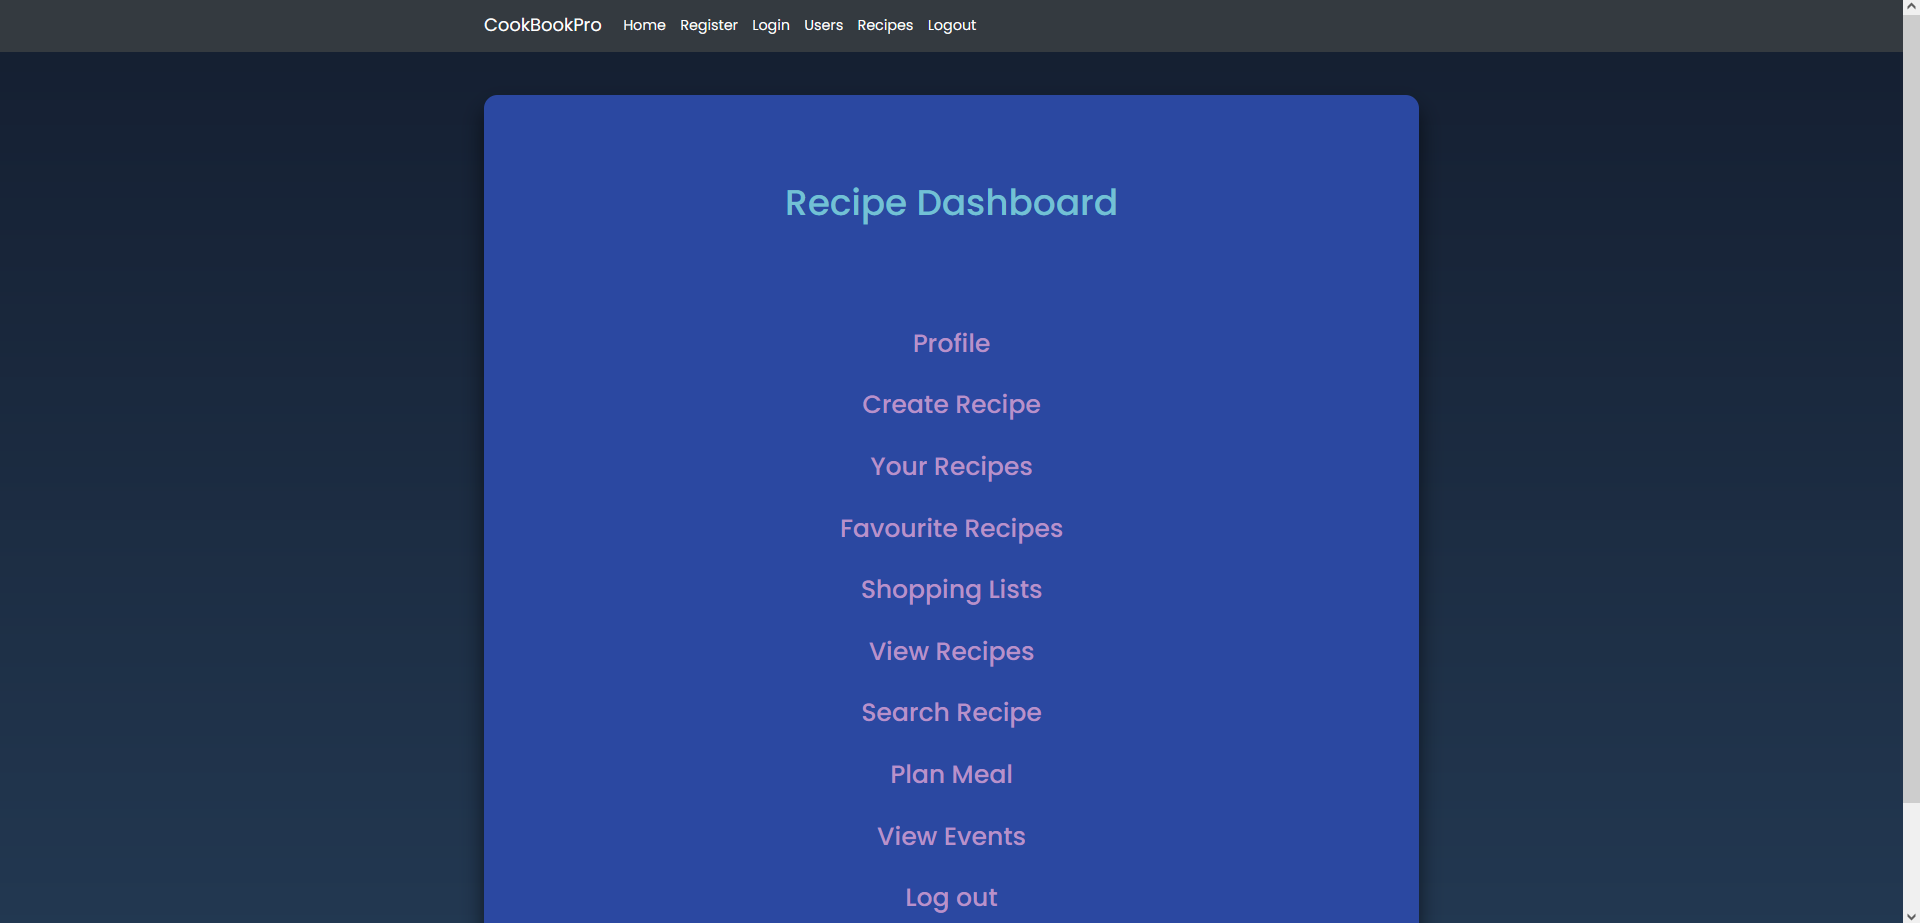 CookBookPro Home Register Login Users Recipes Logout
Recipe Dashboard
Profile
Create Recipe
Your Recipes
Favourite Recipes
Shopping Lists
View Recipes
Search Recipe
Plan Meal
View Events
Log out